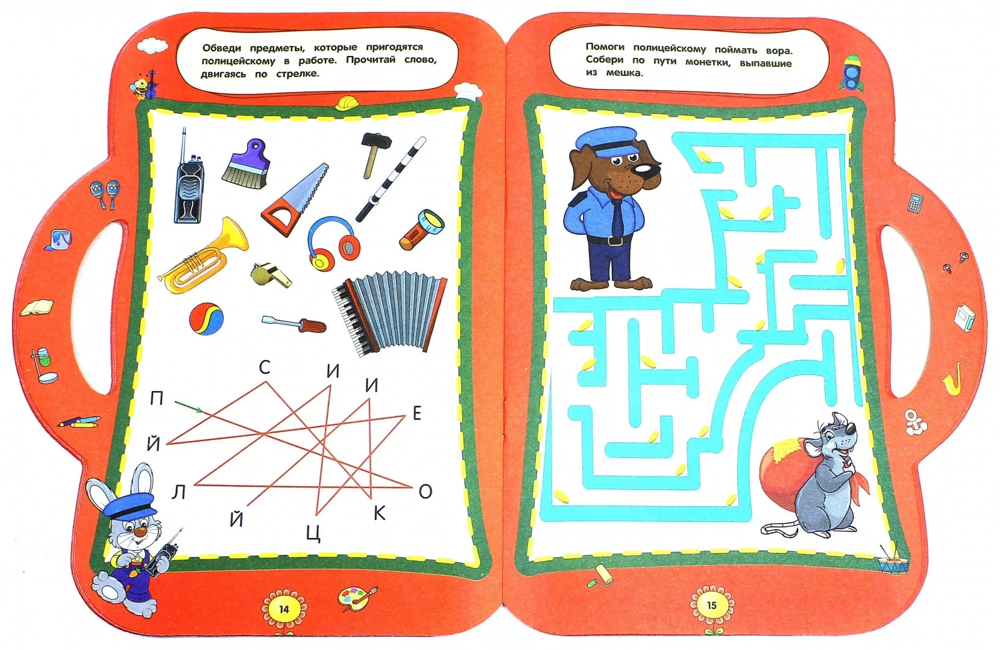 Обведи предметы, которые пригодятся
полицейскому в работе. Прочитай слово,
двигаясь по стрелке.
С
И
И
П
Е
Й
Л
О
Й
К
Ц
14
Помоги полицейскому поймать вора.
Собери по пути монетки, выпавшие
из мешка.
15